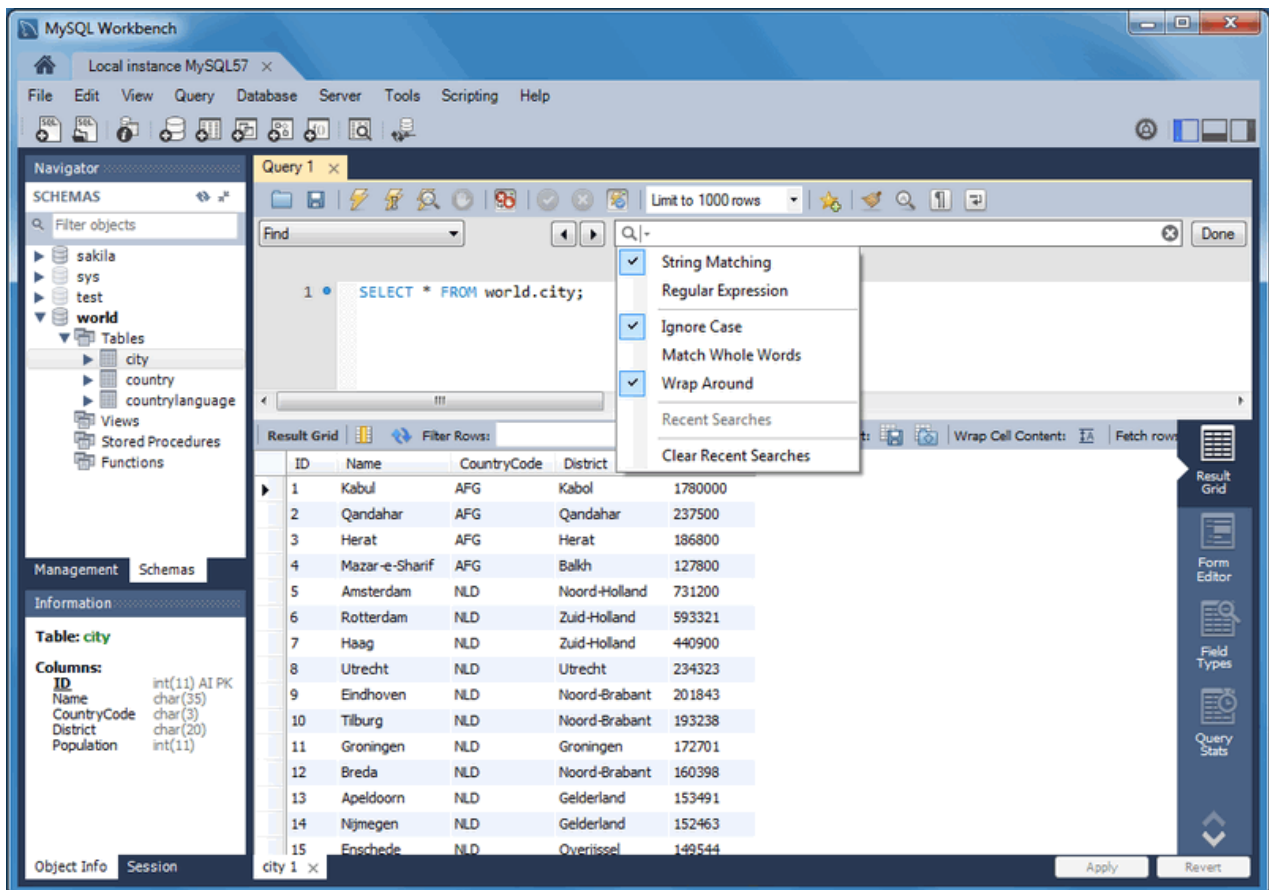 MySQL Workbench
Local instance MySQL57
File Edit View Query Database Server Tools Scripting Help
Navigator
SCHEMAS
Filter objects
sakila
sys
test
world
Tables
city
country
countrylanguage
Views
Stored Procedures
Functions
Management Schemas
Information
Table: city
Columns:
ID int(11) AI PK
Name char(35)
CountryCode char(3)
District char(20)
Population int(11)
Object Info Session
Query 1
Limit to 1000 rows
Find
Done
String Matching
Regular Expression
Ignore Case
Match Whole Words
Wrap Around
Recent Searches
Clear Recent Searches
1 SELECT * FROM world.city;
Result Grid Filter Rows: Wrap Cell Content: Fetch row
ID Name CountryCode District
1 Kabul AFG Kabol 1780000
2 Qandahar AFG Qandahar 237500
3 Herat AFG Herat 186800
4 Mazar-e-Sharif AFG Balkh 127800
5 Amsterdam NLD Noord-Holland 731200
6 Rotterdam NLD Zuid-Holland 593321
7 Haag NLD Zuid-Holland 440900
8 Utrecht NLD Utrecht 234323
9 Eindhoven NLD Noord-Brabant 201843
10 Tilburg NLD Noord-Brabant 193238
11 Groningen NLD Groningen 172701
12 Breda NLD Noord-Brabant 160398
13 Apeldoorn NLD Gelderland 153491
14 Nijmegen NLD Gelderland 152463
15 Enschede NLD Overijssel 149544
Result
Grid
Form
Editor
Field
Types
Query
Stats
city 1
Apply Revert